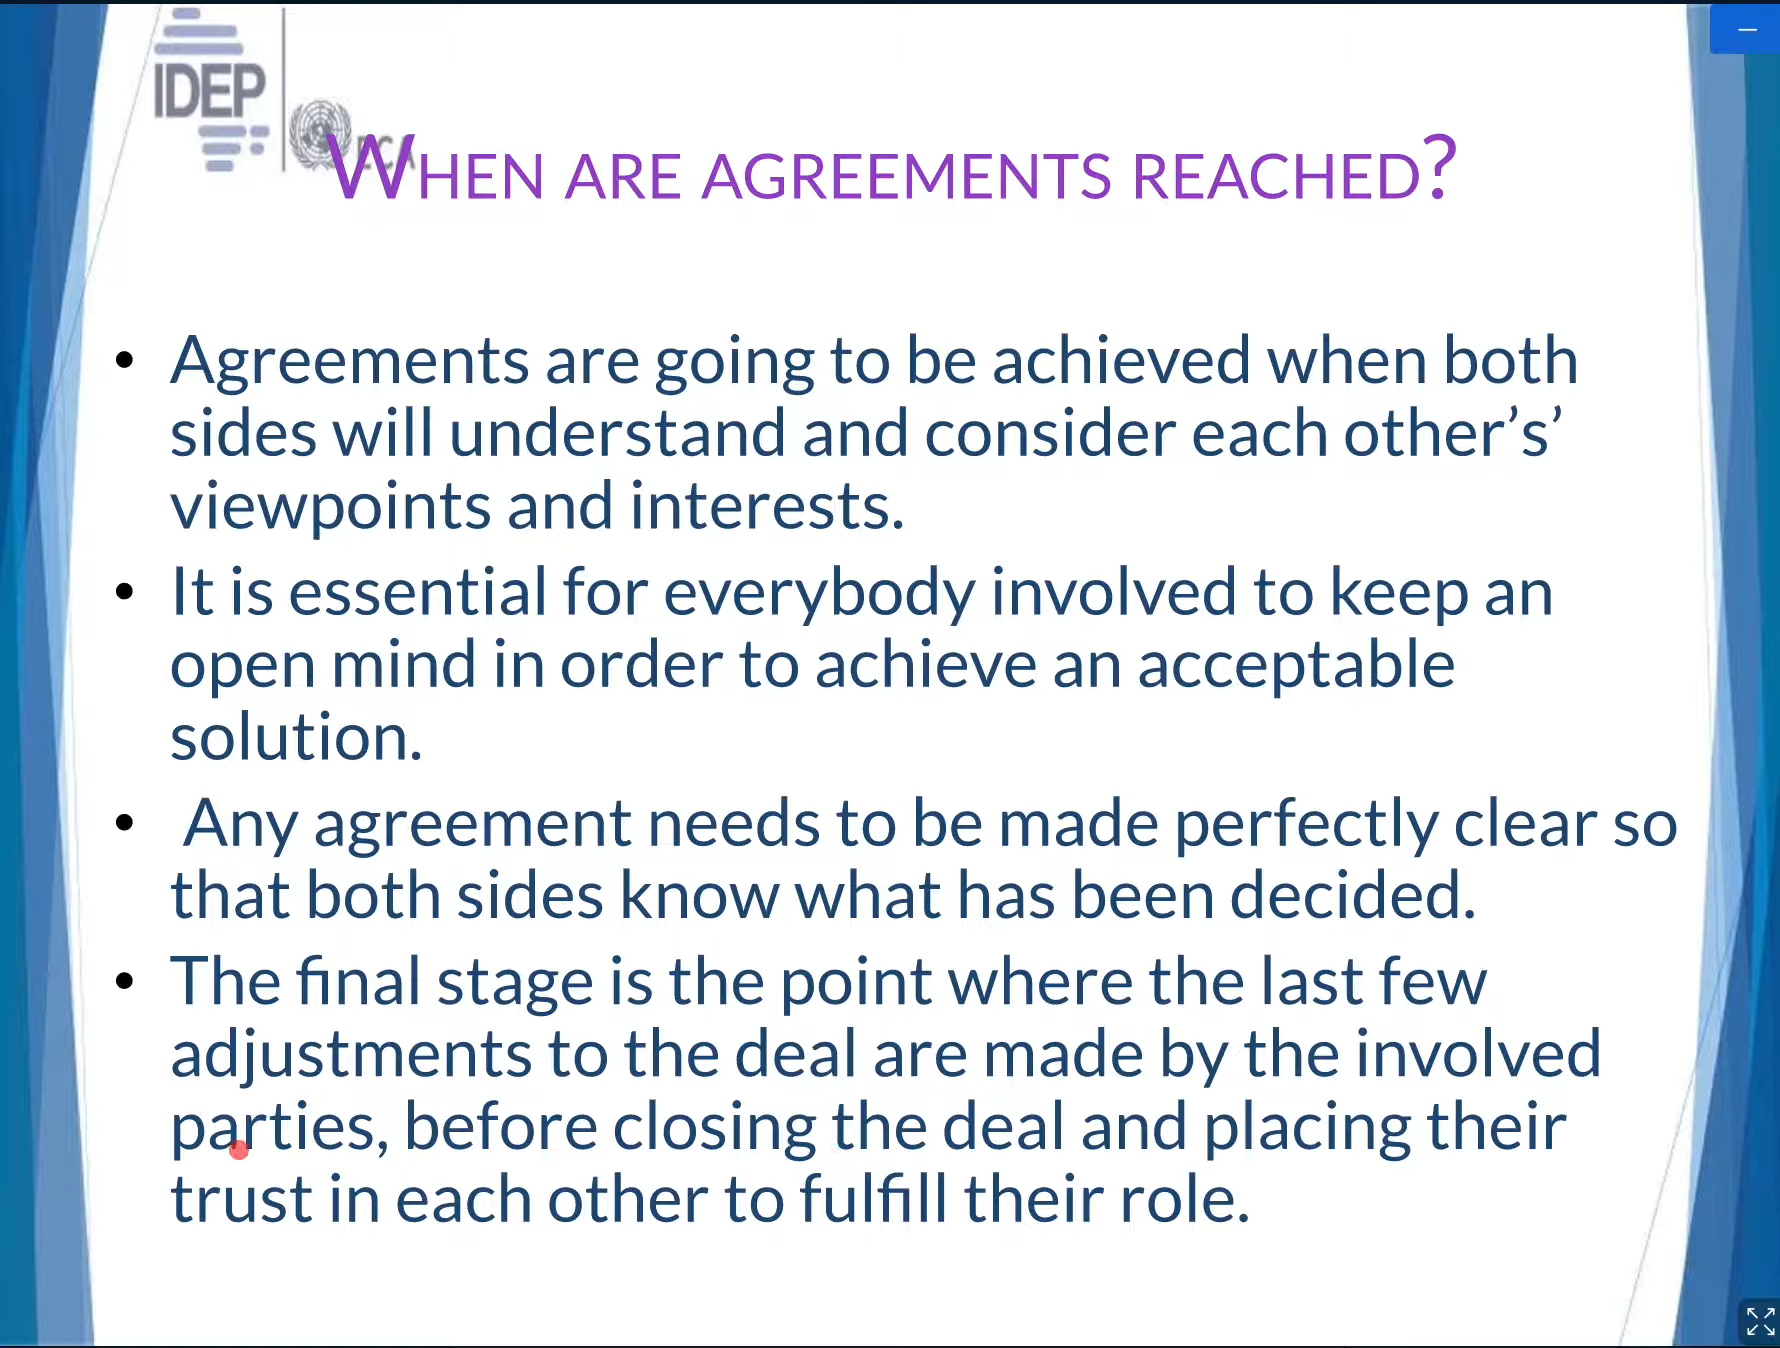 IDEP
ECA
WHEN ARE AGREEMENTS REACHED?
• Agreements are going to be achieved when both
sides will understand and consider each other’s’
viewpoints and interests.
• It is essential for everybody involved to keep an
open mind in order to achieve an acceptable
solution.
• Any agreement needs to be made perfectly clear so
that both sides know what has been decided.
• The final stage is the point where the last few
adjustments to the deal are made by the involved
parties, before closing the deal and placing their
trust in each other to fulfill their role.